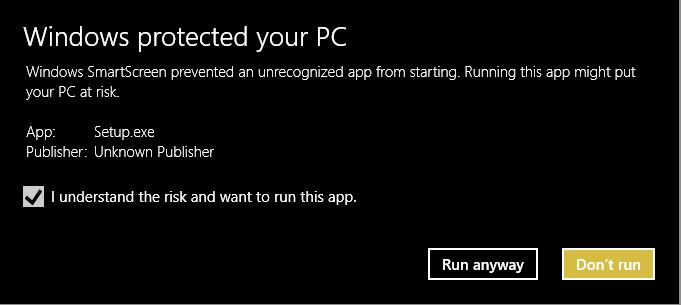 Windows protected your PC
Windows SmartScreen prevented an unrecognized app from starting. Running this app might put
your PC at risk.
App: Setup.exe
Publisher: Unknown Publisher
I understand the risk and want to run this app.
Run anyway Don't run